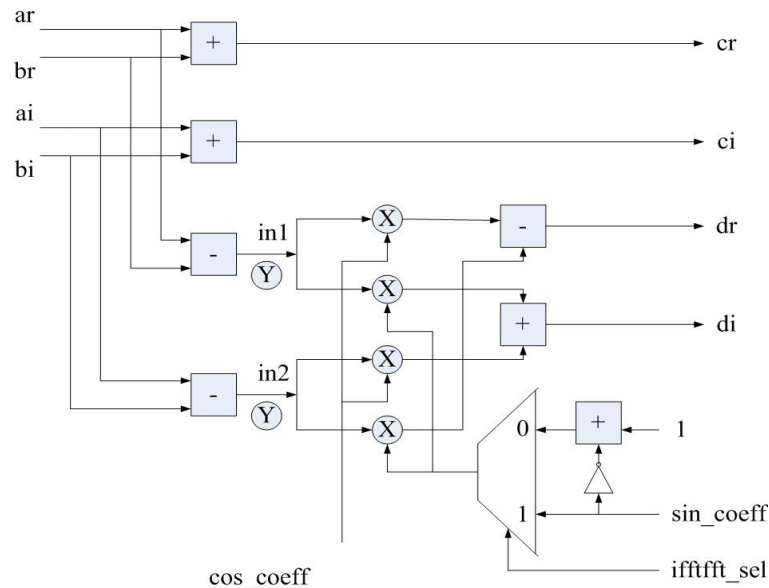 ar
+
cr
br
ai
+
ci
bi
X
-
dr
in1
-
Y
X
+
di
X
in2
-
Y
X
0
+
1
1
sin_coeff
ifftfft_sel
cos_coeff